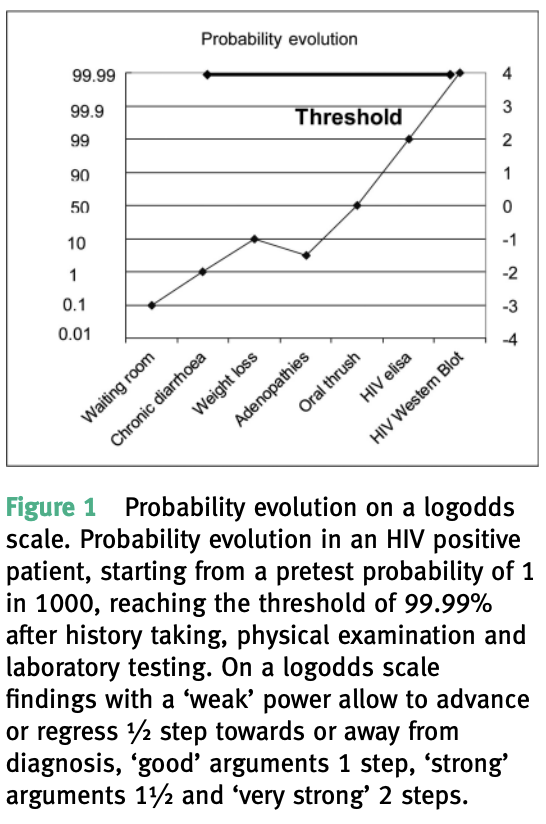 Probability evolution
99.99
99.9
99
90
50
10
1
0.1
0.01
4
3
2
1
0
-1
-2
-3
-4
Threshold
Waiting room
Chronic diarrhoea
Weight loss
Adenopathies
Oral thrush
HIV elisa
HIV Western Blot
Figure 1 Probability evolution on a logodds
scale. Probability evolution in an HIV positive
patient, starting from a pretest probability of 1
in 1000, reaching the threshold of 99.99%
after history taking, physical examination and
laboratory testing. On a logodds scale
findings with a ‘weak’ power allow to advance
or regress ½ step towards or away from
diagnosis, ‘good’ arguments 1 step, ‘strong’
arguments 1½ and ‘very strong’ 2 steps.